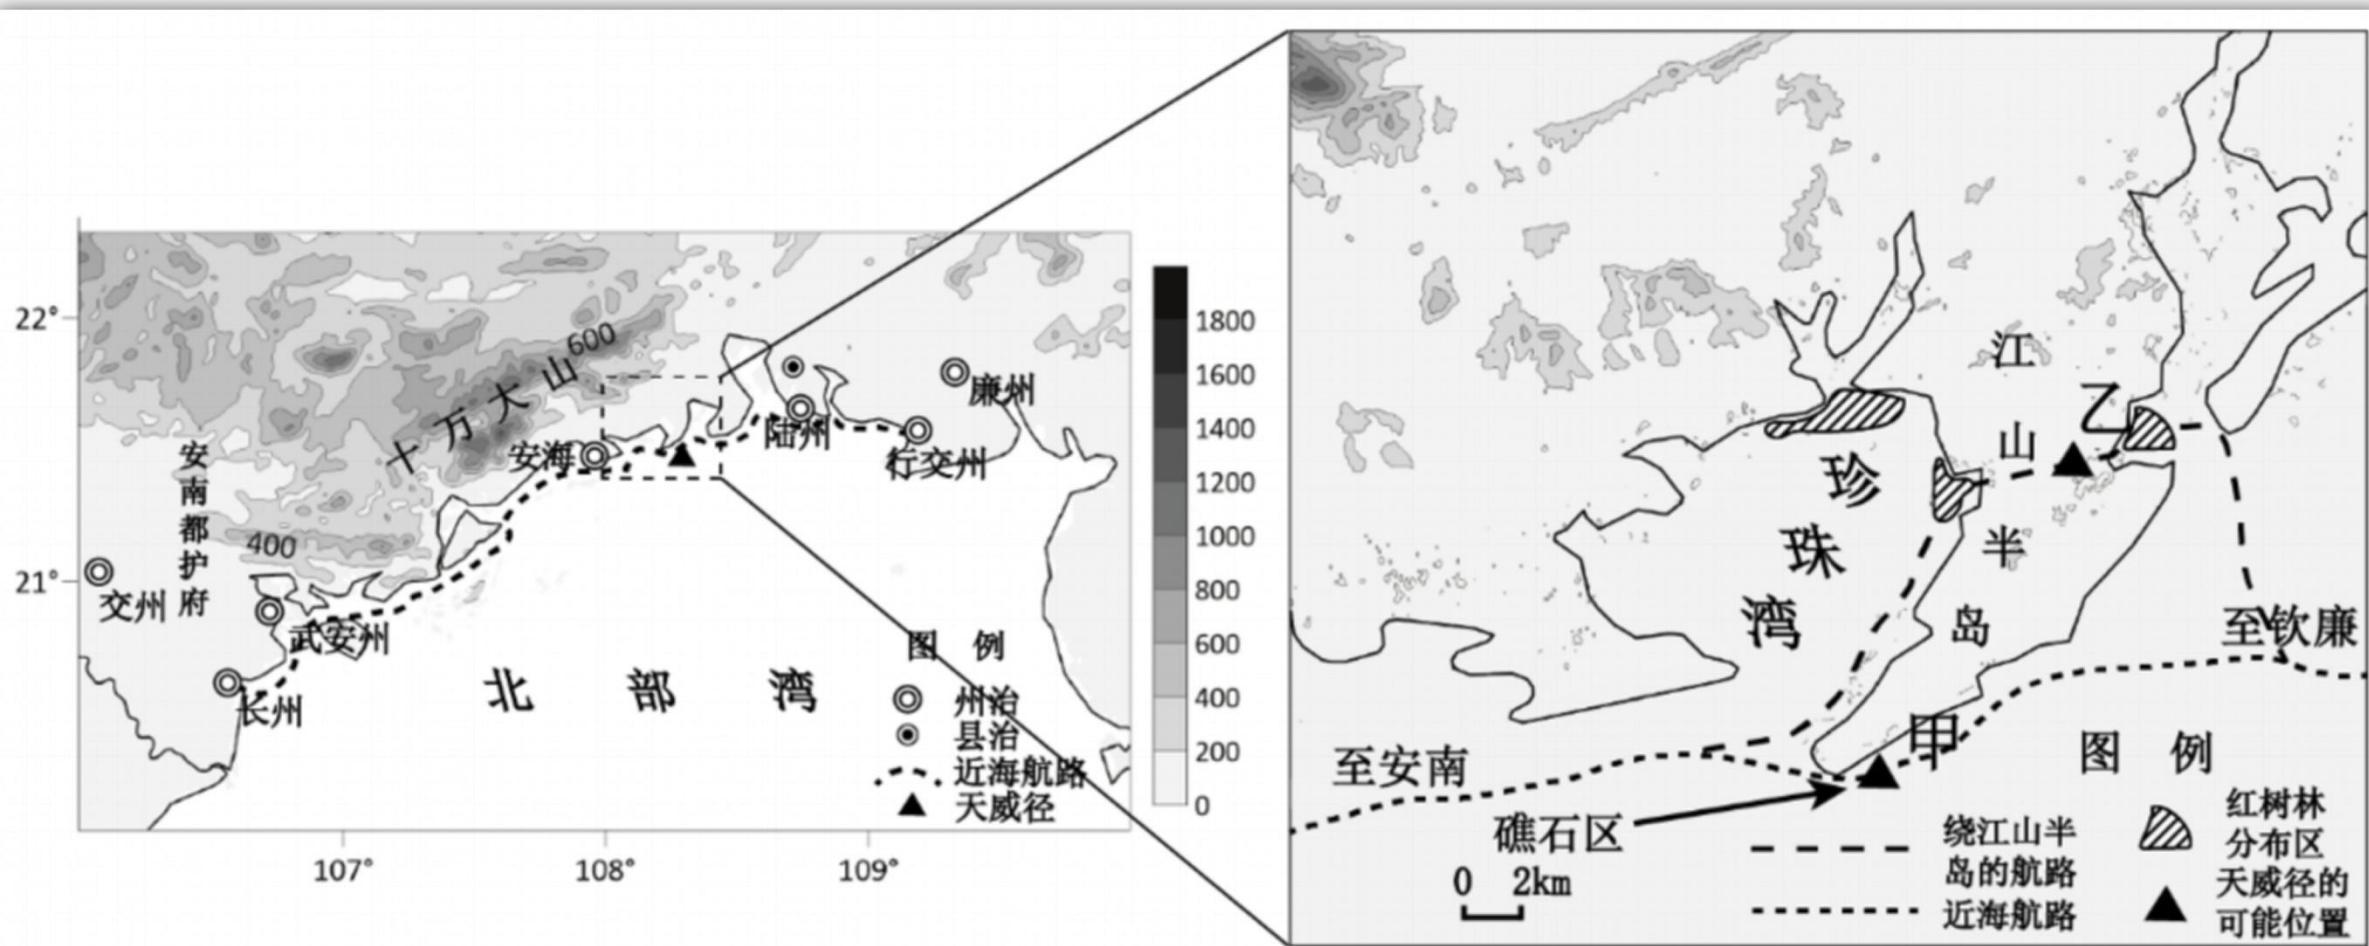 22°
21°
107°
108°
109°
十万大山
600
400
安南都护府
交州
武安州
长州
安海
陆州
廉州
行交州
北部湾
图 例
州治
县治
近海航路
天威径
1800
1600
1400
1200
1000
800
600
400
200
0
江山半岛
珍珠湾
乙
甲
至钦廉
至安南
礁石区
0 2km
图 例
绕江山半
岛的航路
近海航路
红树林
分布区
天威径的
可能位置